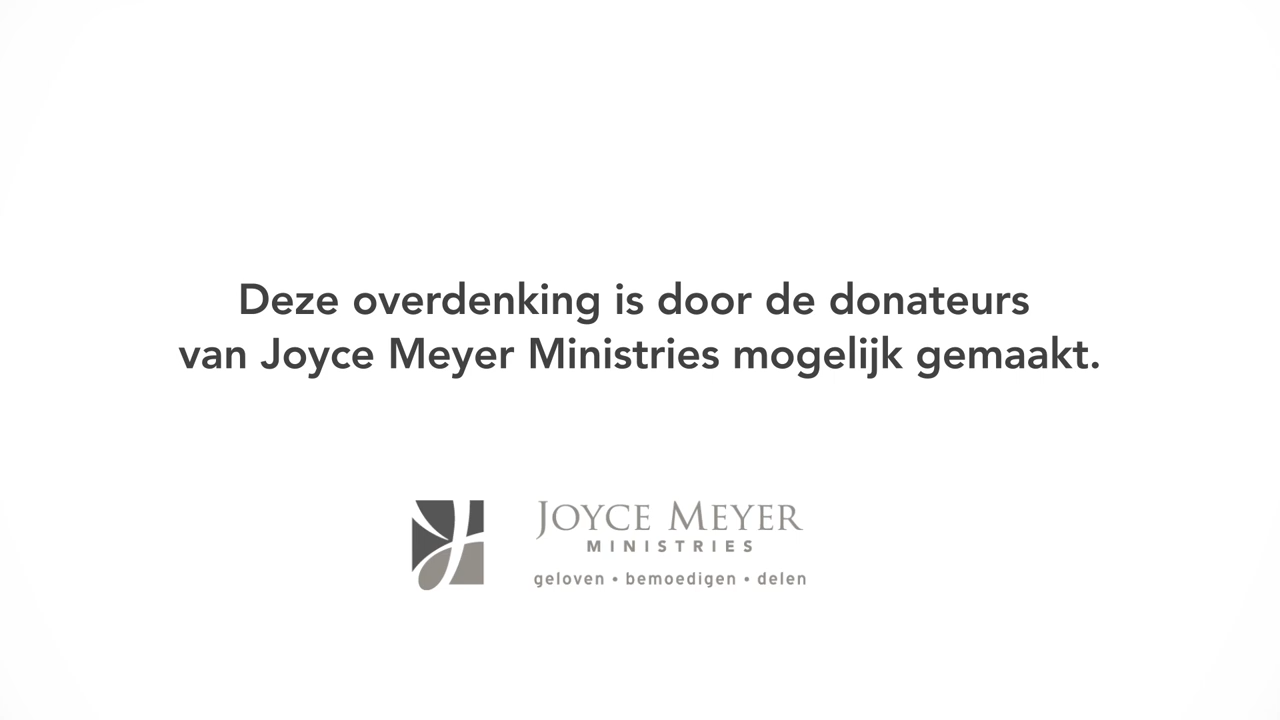 Deze overdenking is door de donateurs
van Joyce Meyer Ministries mogelijk gemaakt.
JOYCE MEYER
MINISTRIES
geloven • bemoedigen • delen